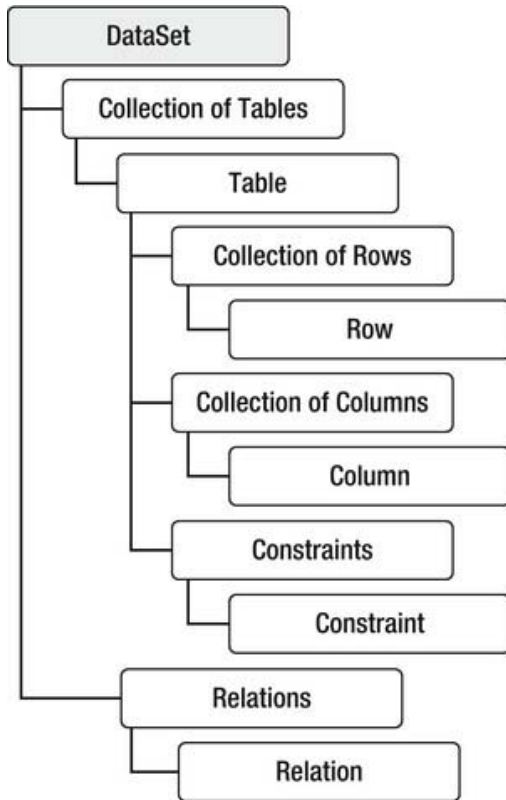 DataSet
Collection of Tables
Table
Collection of Rows
Row
Collection of Columns
Column
Constraints
Constraint
Relations
Relation